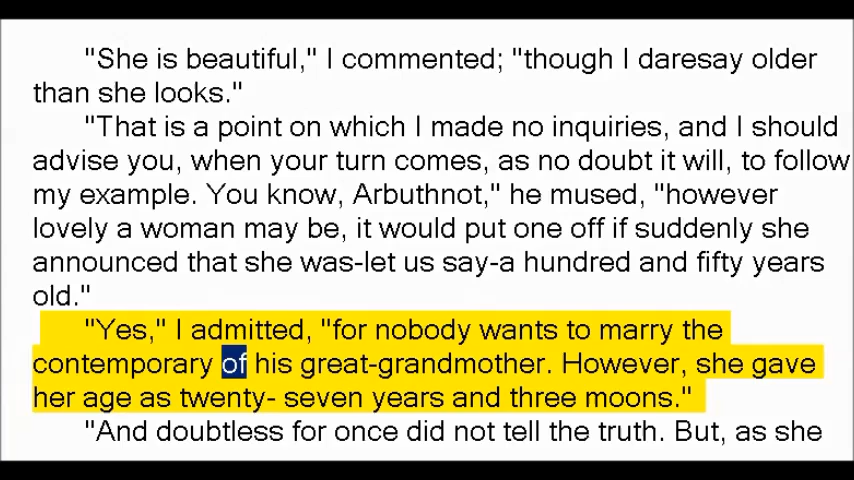 "She is beautiful," I commented; "though I daresay older
than she looks."
"That is a point on which I made no inquiries, and I should
advise you, when your turn comes, as no doubt it will, to follow
my example. You know, Arbuthnot," he mused, "however
lovely a woman may be, it would put one off if suddenly she
announced that she was-let us say-a hundred and fifty years
old."
"Yes," I admitted, "for nobody wants to marry the
contemporary of his great-grandmother. However, she gave
her age as twenty- seven years and three moons."
"And doubtless for once did not tell the truth. But, as she